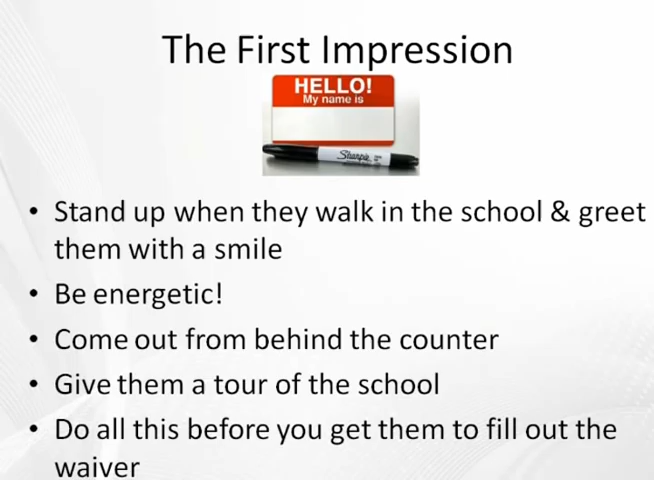 The First Impression
HELLO!
My name is
Sharpie
• Stand up when they walk in the school & greet
them with a smile
• Be energetic!
• Come out from behind the counter
• Give them a tour of the school
• Do all this before you get them to fill out the
waiver